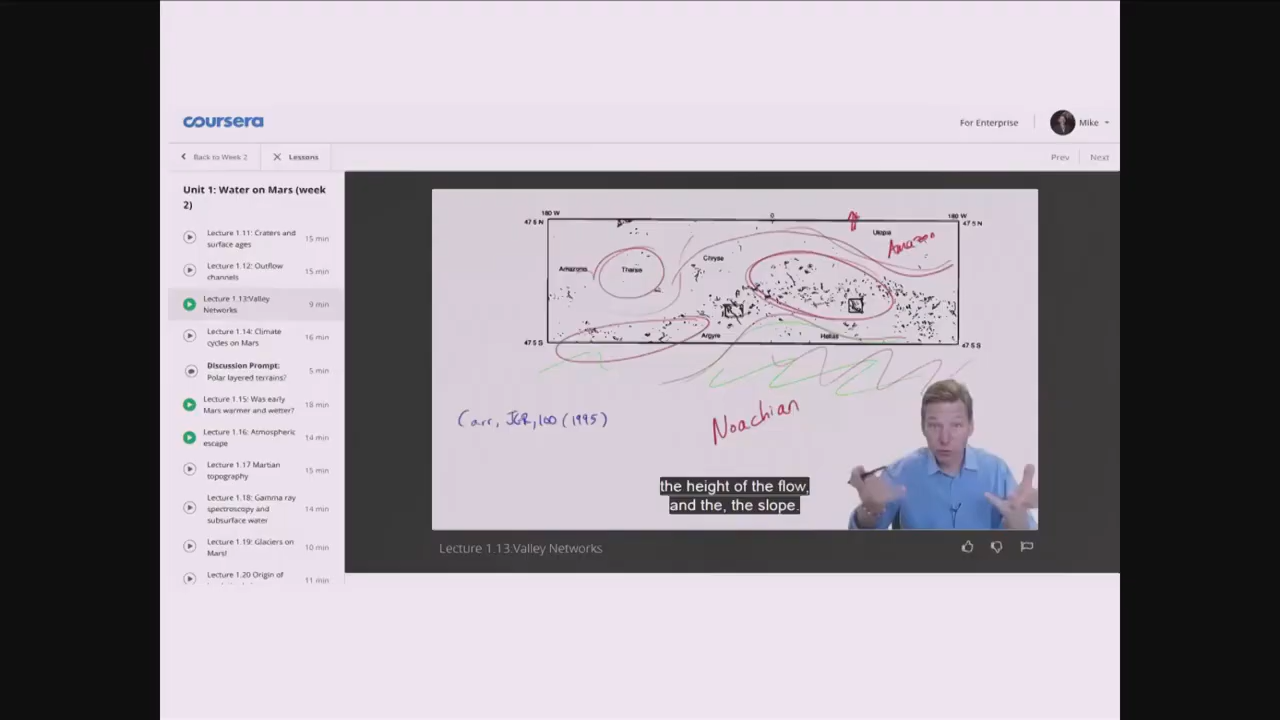 coursera
For Enterprise
Mike
Back to Week 2
Lessons
Prev
Next
Unit 1: Water on Mars (week
2)
Lecture 1.11: Craters and
surface ages
15 min
Lecture 1.12: Outflow
channels
15 min
Lecture 1.13:Valley
Networks
9 min
Lecture 1.14: Climate
cycles on Mars
16 min
Discussion Prompt:
Polar layered terrains?
5 min
Lecture 1.15: Was early
Mars warmer and wetter?
18 min
Lecture 1.16: Atmospheric
escape
14 min
Lecture 1.17 Martian
topography
15 min
Lecture 1.18: Gamma ray
spectroscopy and
subsurface water
14 min
Lecture 1.19: Glaciers on
Mars!
10 min
Lecture 1.20 Origin of
11 min
180 W
0
180 W
47.5 N
47.5 N
Utopia
Amazo
Chryse
Amazonis
Tharsis
Argyre
Hellas
47.5 S
47.5 S
Carr, JGR, 100 (1995)
Noachian
the height of the flow,
and the, the slope.
Lecture 1.13:Valley Networks